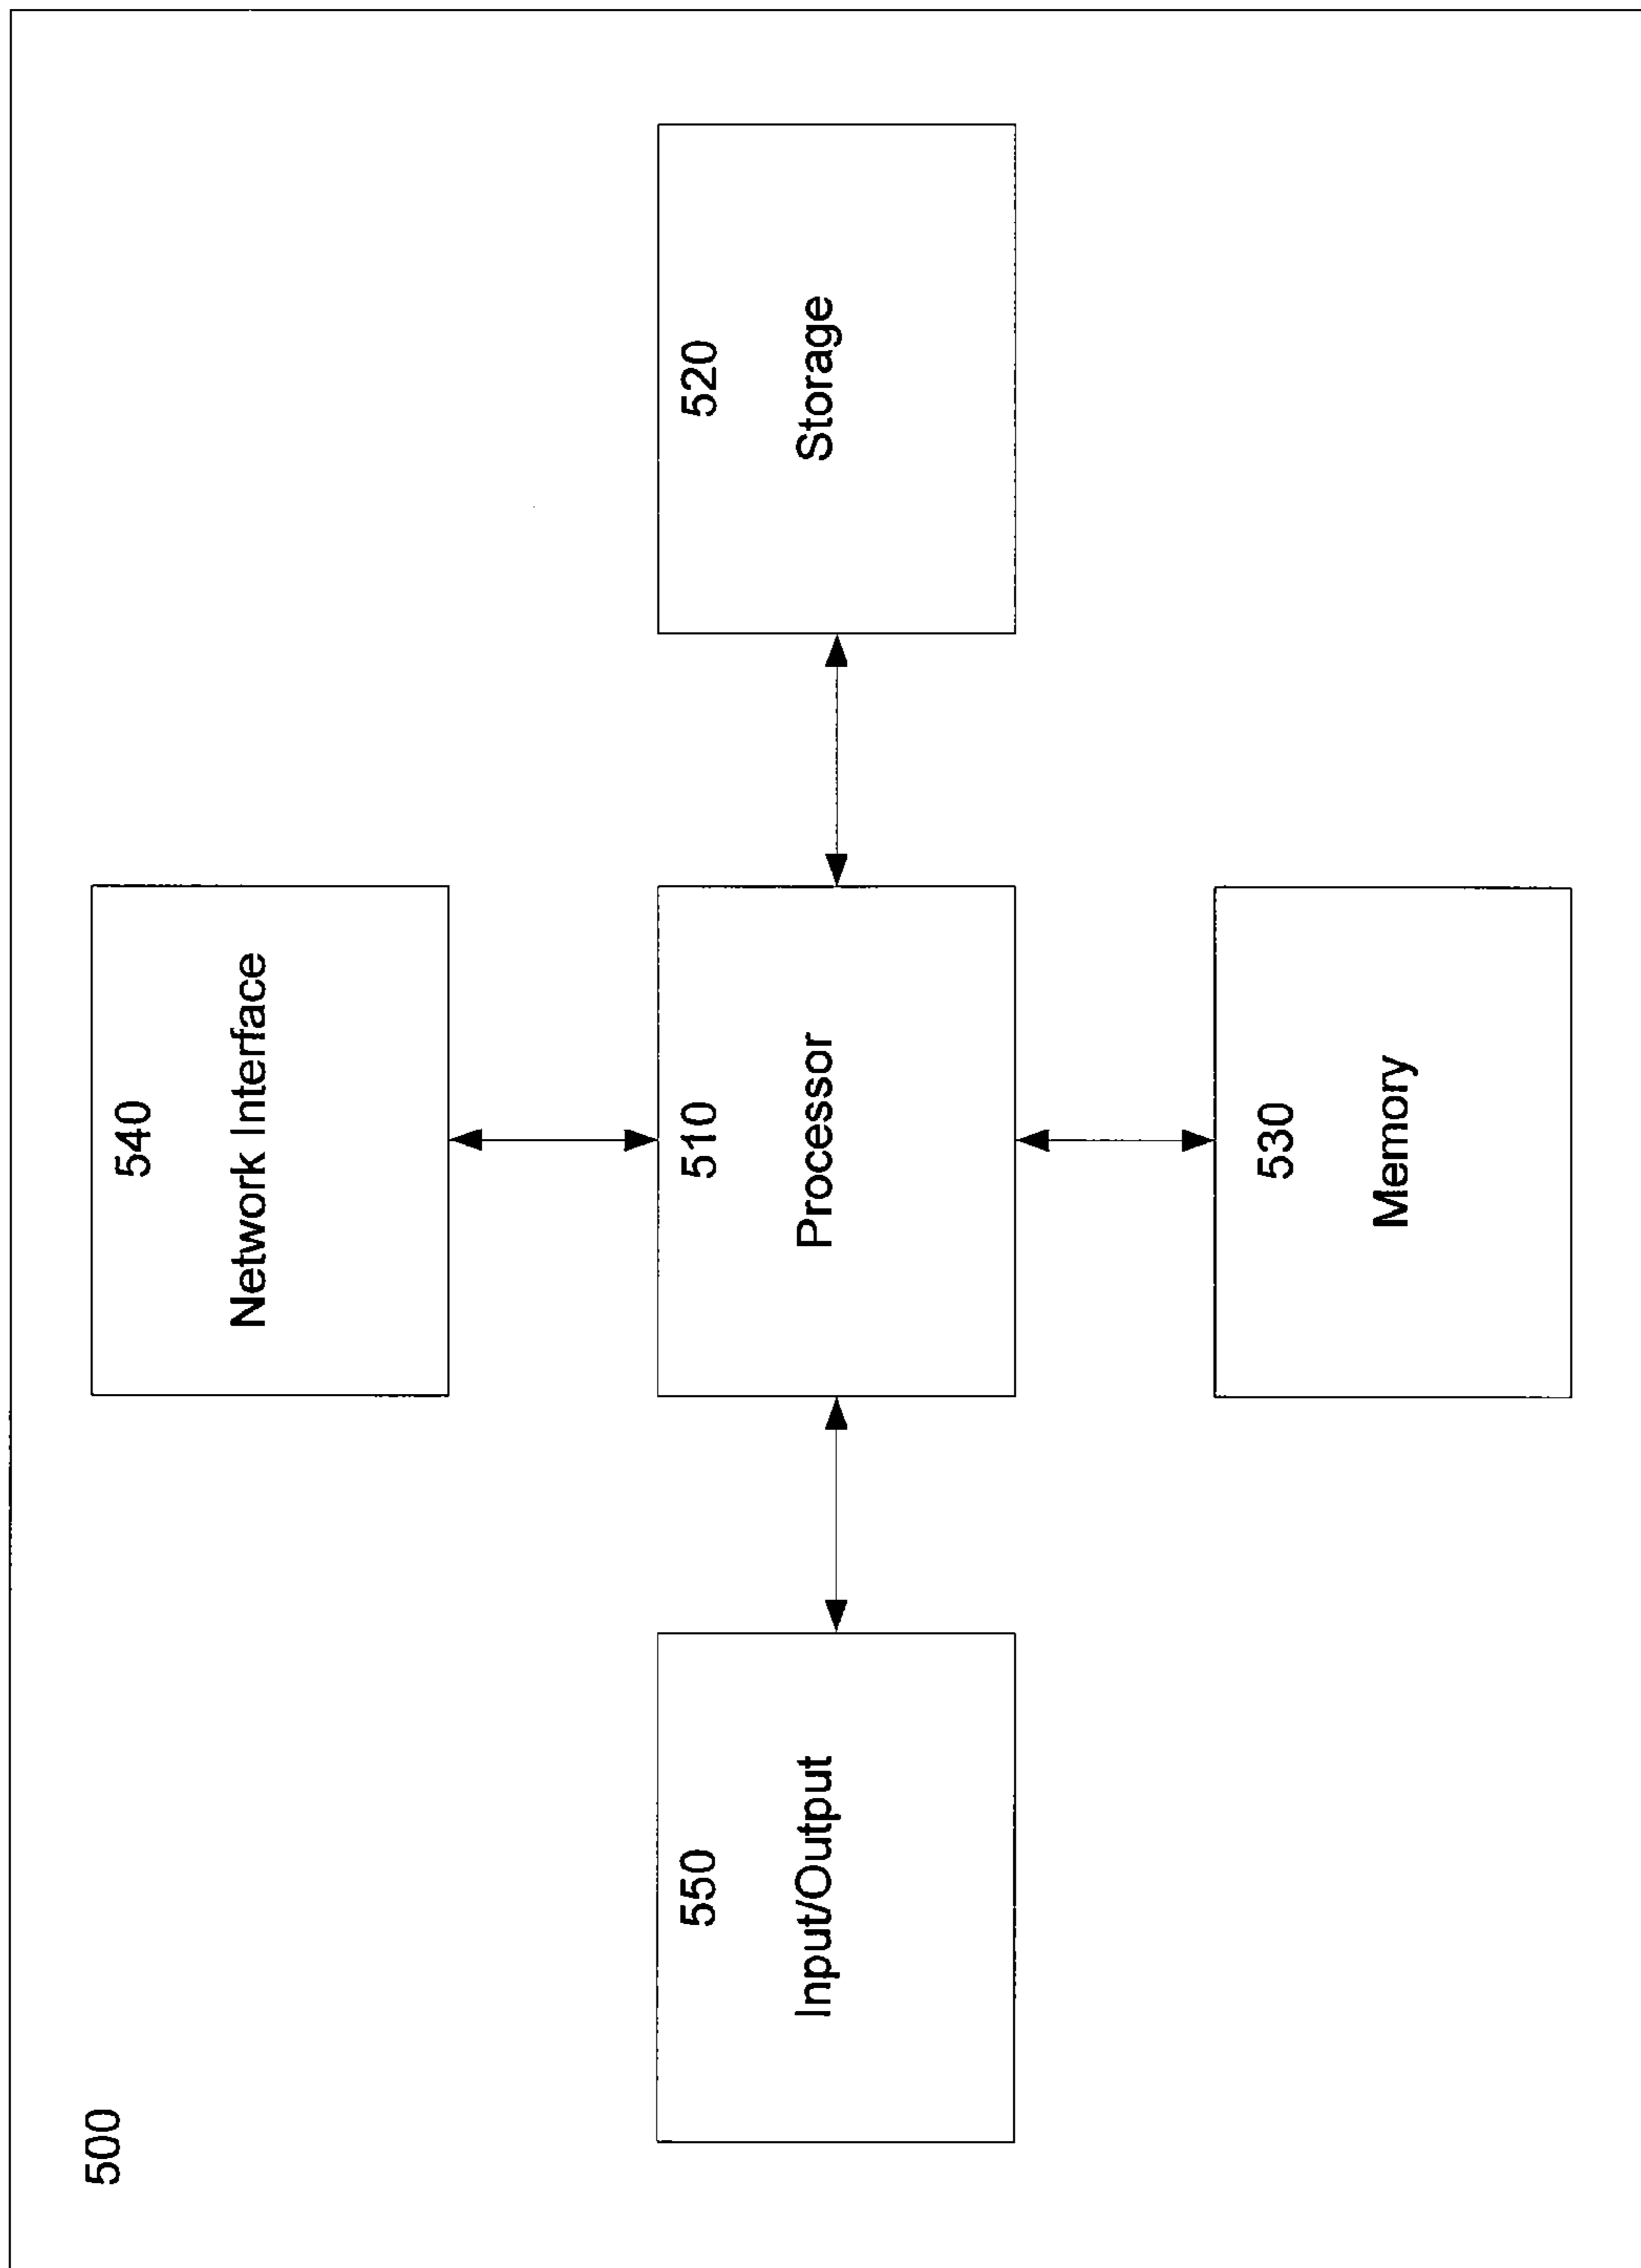 500
540
Network Interface
550
Input/Output
510
Processor
520
Storage
530
Memory